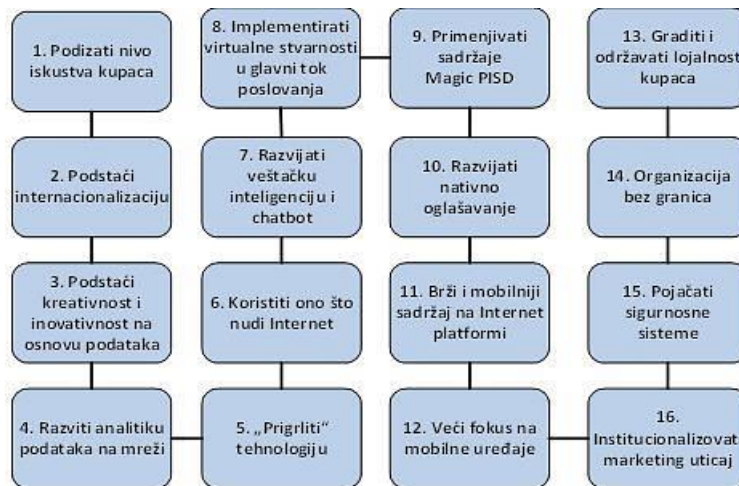 1. Podizati nivo
iskustva kupaca
2. Podstaći
internacionalizaciju
3. Podstaći
kreativnost i
inovativnost na
osnovu podataka
4. Razviti analitiku
podataka na mreži
5. „Prigrliti“
tehnologiju
6. Koristiti ono što
nudi Internet
7. Razvijati
veštačku
inteligenciju i
chatbot
8. Implementirati
virtualne stvarnosti
u glavni tok
poslovanja
9. Primenjivati
sadržaje
Magic PISD
10. Razvijati
nativno
oglašavanje
11. Brži i mobilniji
sadržaj na Internet
platformi
12. Veći fokus na
mobilne uređaje
13. Graditi i
održavati lojalnost
kupaca
14. Organizacija
bez granica
15. Pojačati
sigurnosne
sisteme
16.
Institucionalizovat
marketing uticaj